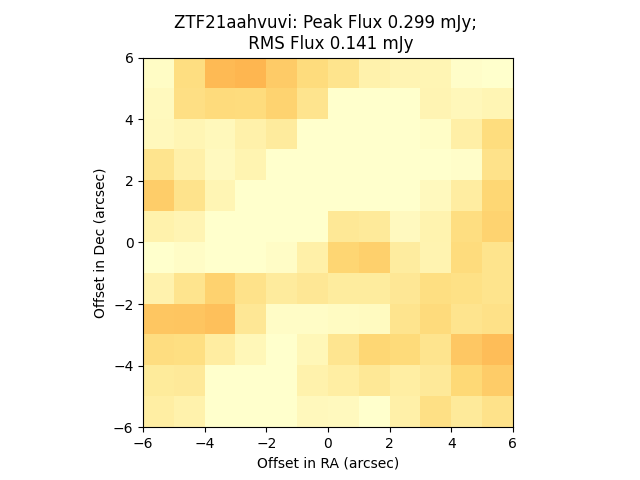 ZTF21aahvuvi: Peak Flux 0.299 mJy;
RMS Flux 0.141 mJy
6
4
2
0
−2
−4
−6
Offset in Dec (arcsec)
−6 −4 −2 0 2 4 6
Offset in RA (arcsec)